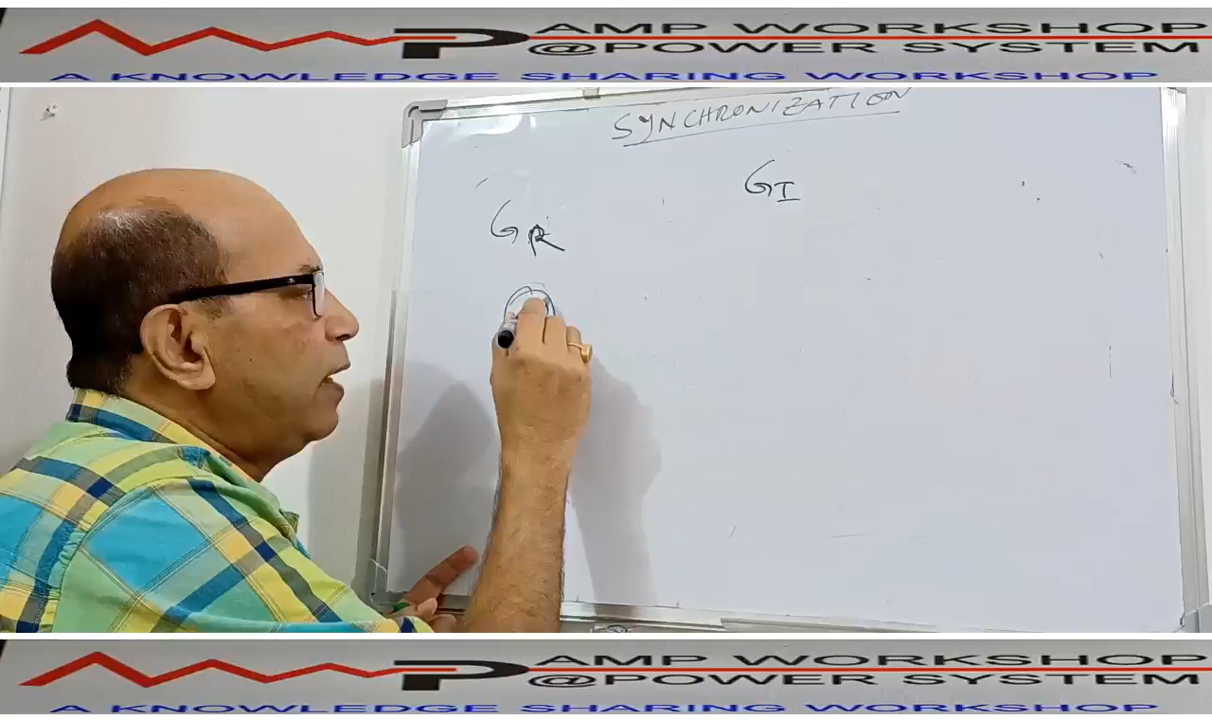 AMP WORKSHOP
@POWER SYSTEM
A KNOWLEDGE SHARING WORKSHOP
SYNCHRONIZATION
GI
GR
AMP WORKSHOP
@POWER SYSTEM
A KNOWLEDGE SHARING WORKSHOP